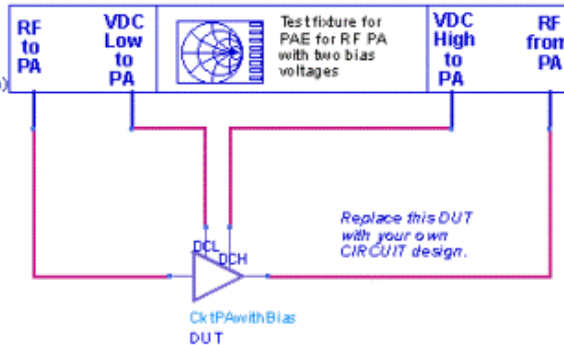 RF
to
PA
VDC
Low
to
PA
Test fixture for
PAE for RF PA
with two bias
voltages
VDC
High
to
PA
RF
from
PA
)
Replace this DUT
with your own
CIRCUIT design.
DCL
DCH
CktPAwithBias
DUT